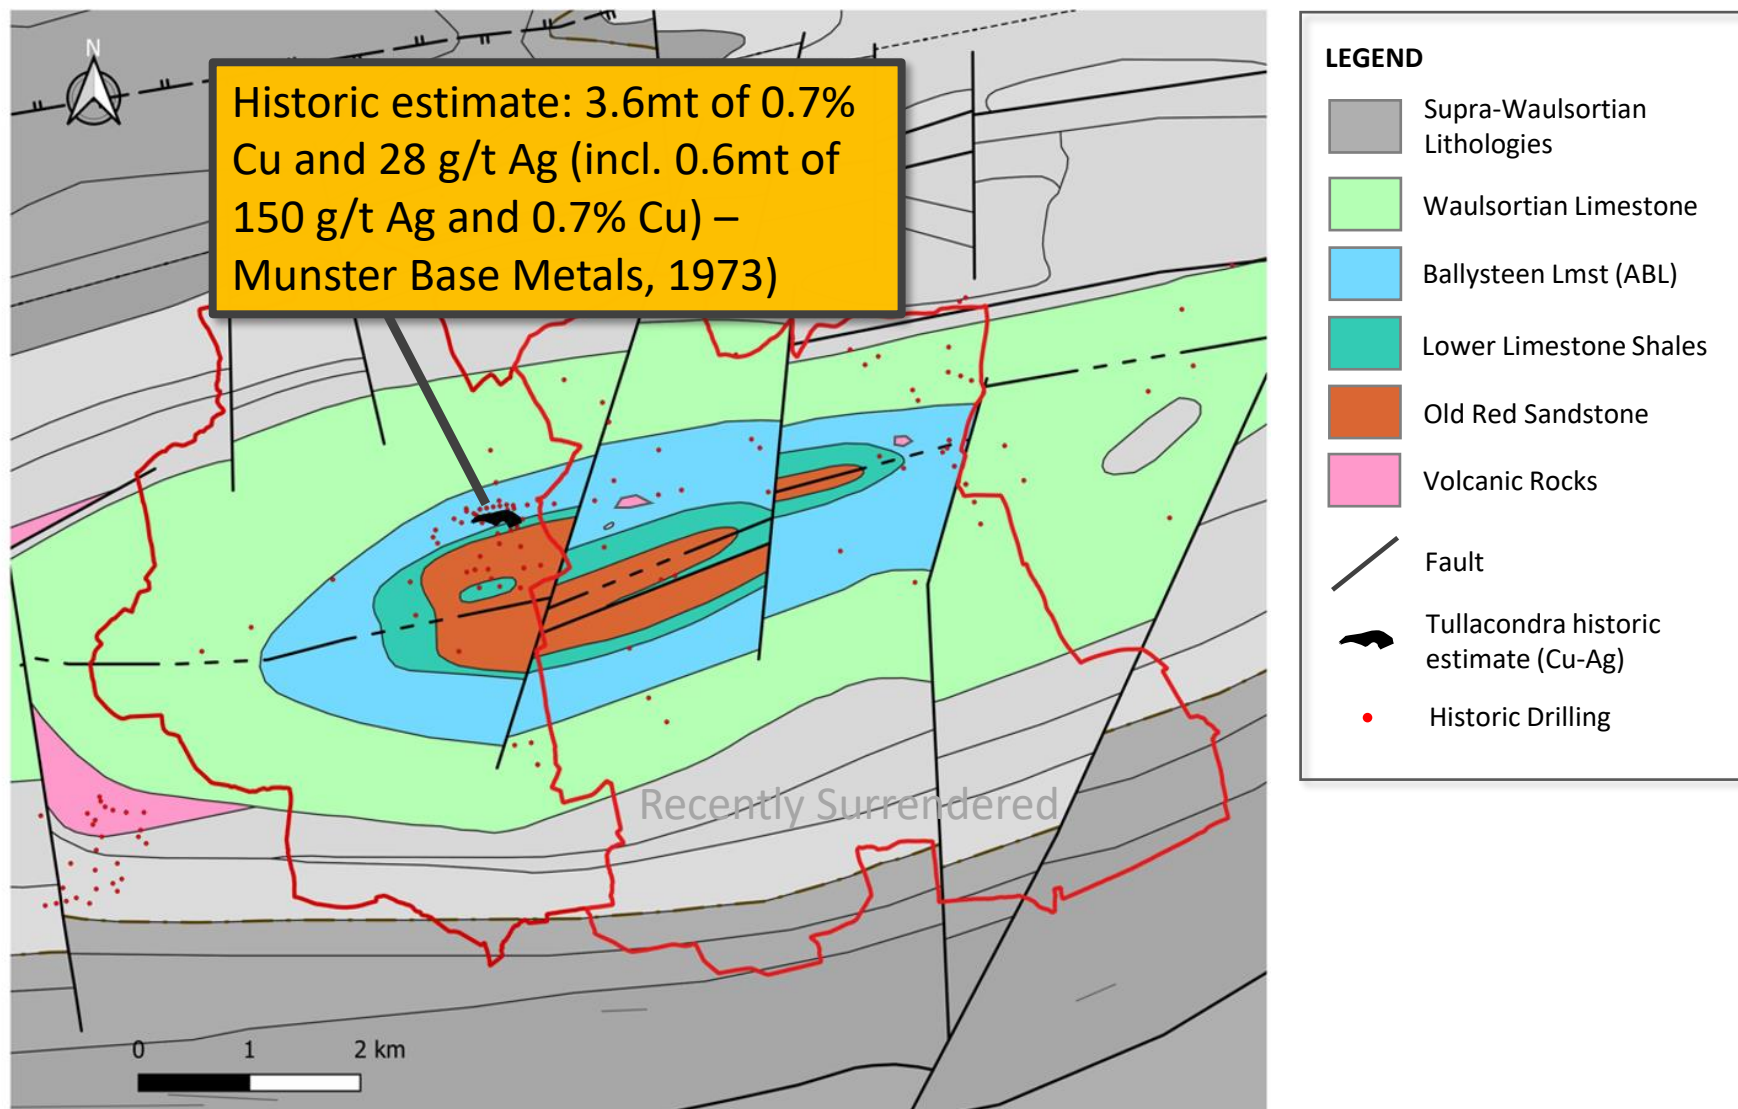 N
Historic estimate: 3.6mt of 0.7%
Cu and 28 g/t Ag (incl. 0.6mt of
150 g/t Ag and 0.7% Cu) –
Munster Base Metals, 1973)
Recently Surrendered
0 1 2 km
LEGEND
Supra-Waulsortian
Lithologies
Waulsortian Limestone
Ballysteen Lmst (ABL)
Lower Limestone Shales
Old Red Sandstone
Volcanic Rocks
Fault
Tullacondra historic
estimate (Cu-Ag)
Historic Drilling